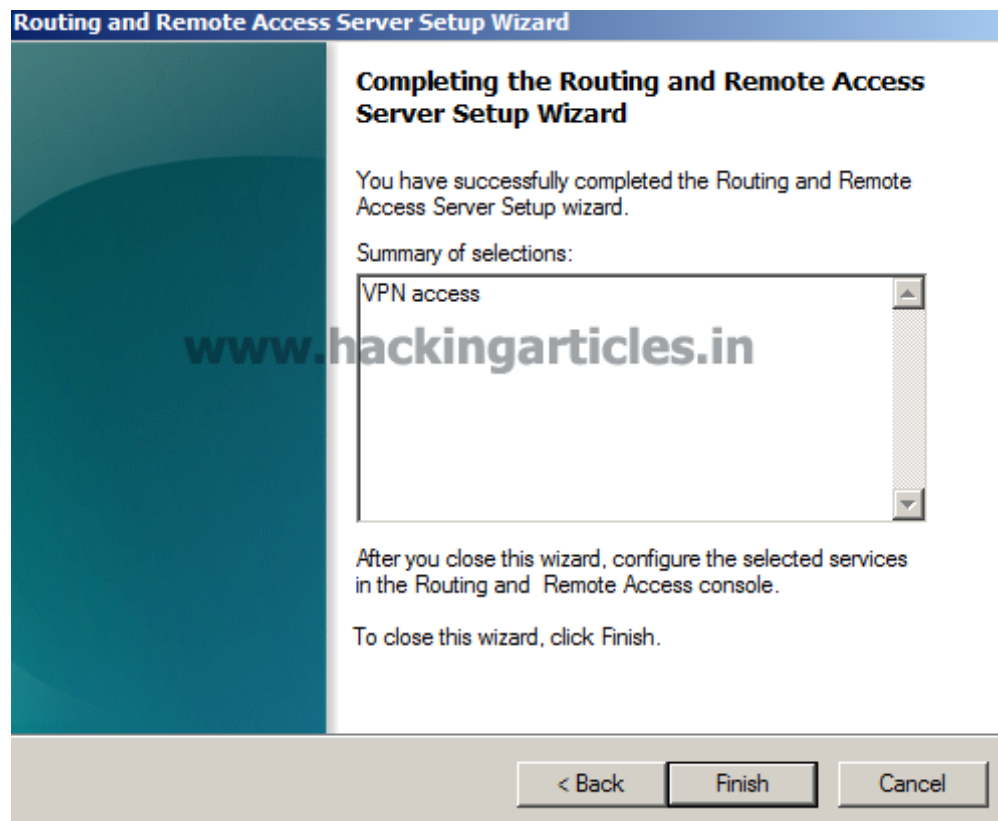 Routing and Remote Access Server Setup Wizard
Completing the Routing and Remote Access
Server Setup Wizard
You have successfully completed the Routing and Remote
Access Server Setup wizard.
Summary of selections:
VPN access
www.hackingarticles.in
After you close this wizard, configure the selected services
in the Routing and Remote Access console.
To close this wizard, click Finish.
< Back
Finish
Cancel